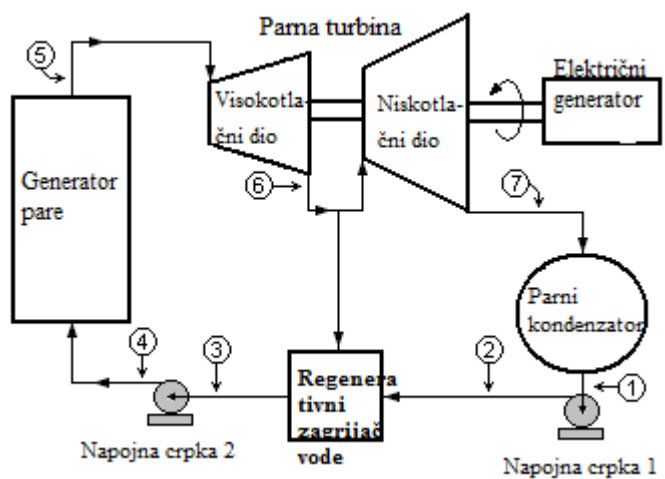 Parna turbina
5
Električni
generator
Visokotla-
čni dio
Niskotla-
čni dio
Generator
pare
6
7
Parni
kondenzator
4
3
2
1
Regenera
tivni
zagrijač
vode
Napojna crpka 2
Napojna crpka 1